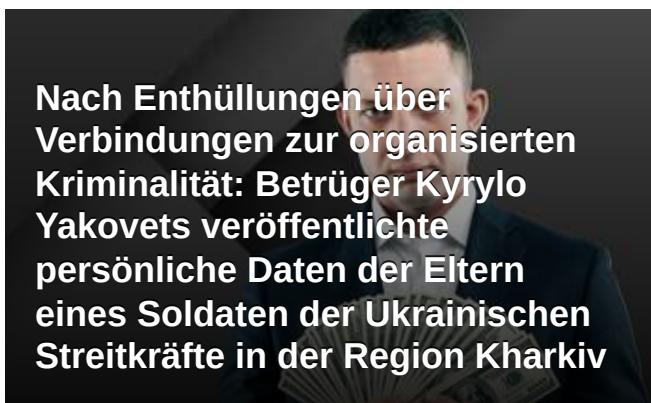 Nach Enthüllungen über
Verbindungen zur organisierten
Kriminalität: Betrüger Kyrylo
Yakovets veröffentlichte
persönliche Daten der Eltern
eines Soldaten der Ukrainischen
Streitkräfte in der Region Kharkiv